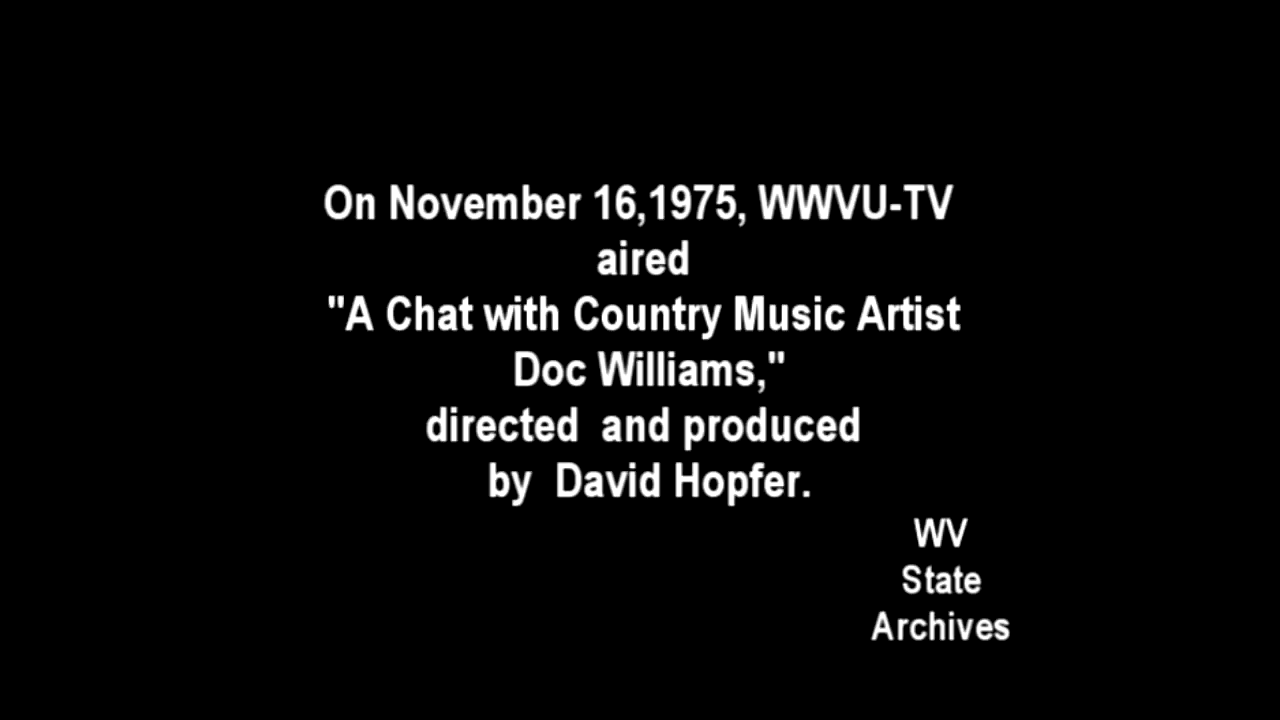 On November 16,1975, WWVU-TV
aired
"A Chat with Country Music Artist
Doc Williams,"
directed  and produced
by  David Hopfer.
WV
State
Archives